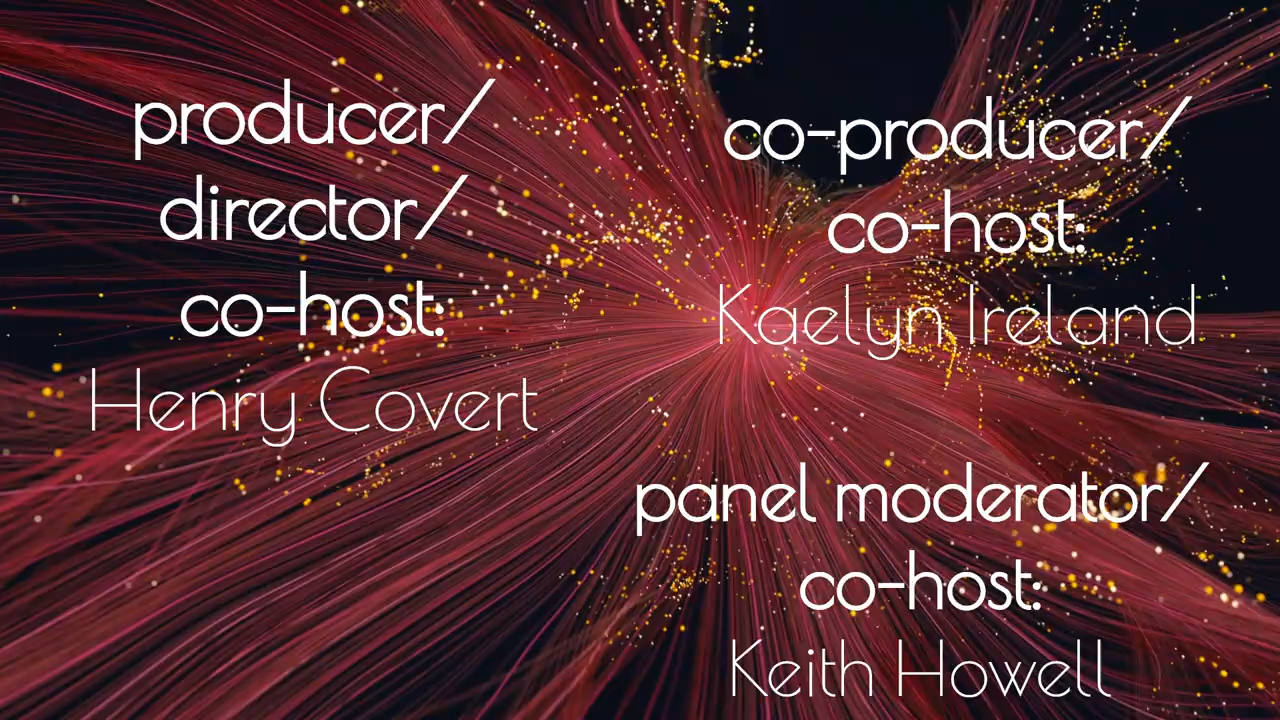 producer/
director/
co-host:
Henry Covert
co-producer/
co-host:
Kaelyn Ireland
panel moderator/
co-host:
Keith Howell